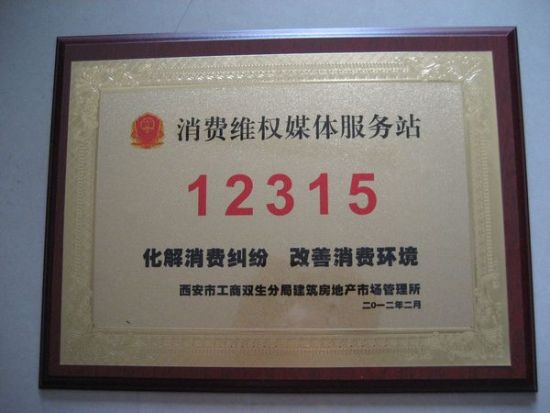 消费维权媒体服务站
12315
化解消费纠纷 改善消费环境
西安市工商双生分局建筑房地产市场管理所
二〇一二年二月